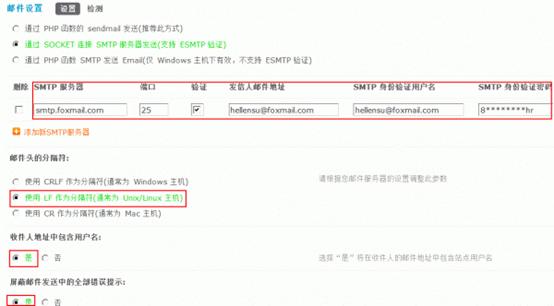 邮件设置 设置 检测
通过 PHP 函数的 sendmail 发送(推荐此方式)
通过 SOCKET 连接 SMTP 服务器发送(支持 ESMTP 验证)
通过 PHP 函数 SMTP 发送 Email(仅 Windows 主机下有效, 不支持 ESMTP 验证)
删除 SMTP 服务器 端口 验证 发信人邮件地址 SMTP 身份验证用户名 SMTP 身份验证密码
smtp.foxmail.com 25 hellensu@foxmail.com hellensu@foxmail.com 8********hr
添加新SMTP服务器
邮件头的分隔符:
使用 CRLF 作为分隔符(通常为 Windows 主机) 请根据您邮件服务器的设置调整此参数
使用 LF 作为分隔符(通常为 Unix/Linux 主机)
使用 CR 作为分隔符(通常为 Mac 主机)
收件人地址中包含用户名:
是 否 选择 “是” 将在收件人的邮件地址中包含站点用户名
屏蔽邮件发送中的全部错误提示:
是 否